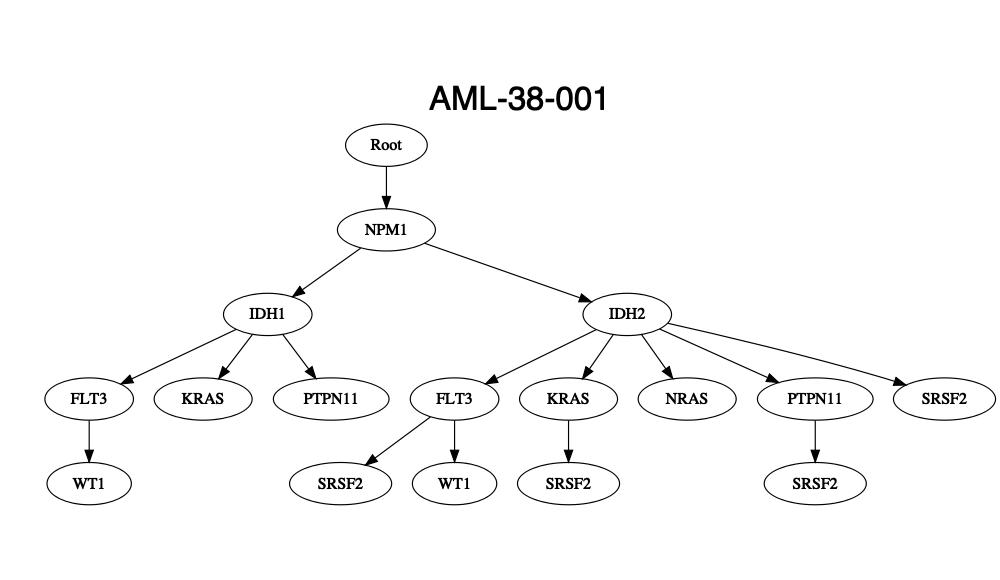 AML-38-001
Root
NPM1
IDH1 IDH2
FLT3 KRAS PTPN11 FLT3 KRAS NRAS PTPN11 SRSF2
WT1 SRSF2 WT1 SRSF2 SRSF2